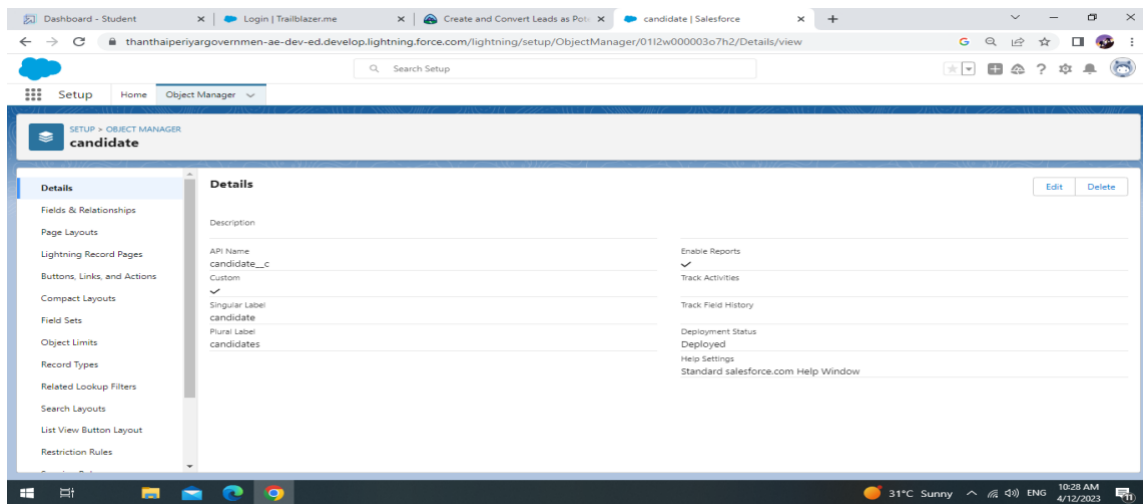 Dashboard - Student
Login | Trailblazer.me
Create and Convert Leads as Pot
candidate | Salesforce
thanthaiperiyargovernmen-ae-dev-ed.develop.lightning.force.com/lightning/setup/ObjectManager/01I2w000003o7h2/Details/view
Search Setup
Setup
Home
Object Manager
SETUP > OBJECT MANAGER
candidate
Details
Fields & Relationships
Page Layouts
Lightning Record Pages
Buttons, Links, and Actions
Compact Layouts
Field Sets
Object Limits
Record Types
Related Lookup Filters
Search Layouts
List View Button Layout
Restriction Rules
Details
Edit
Delete
Description
API Name
candidate__c
Custom
Singular Label
candidate
Plural Label
candidates
Enable Reports
Track Activities
Track Field History
Deployment Status
Deployed
Help Settings
Standard salesforce.com Help Window
31°C Sunny
ENG
10:28 AM
4/12/2023